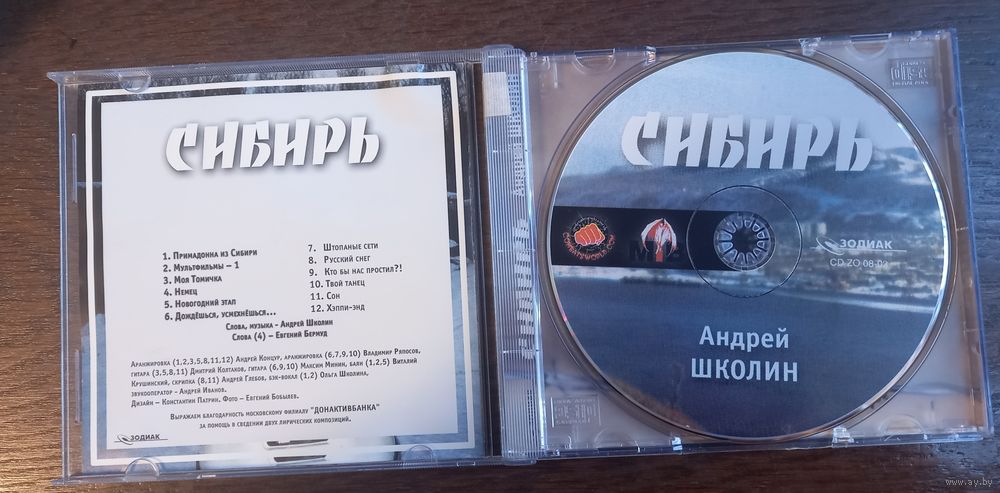 СИБИРЬ
1. Примадонна из Сибири
2. Мультфильмы – 1
3. Моя Томичка
4. Немец
5. Новогодний этап
6. Дождёшься, усмехнёшься...
7. Штопаные сети
8. Русский снег
9. Кто бы нас простил?!
10. Твой танец
11. Сон
12. Хэппи-энд
Слова, музыка - Андрей Школин
Слова (4) – Евгений Бермуд
Аранжировка (1,2,3,5,8,11,12) Андрей Концур, аранжировка (6,7,9,10) Владимир Ряпосов,
гитара (3,5,8,11) Дмитрий Колтаков, гитара (6,9,10) Максим Минин, баян (1,2,5) Виталий
Крушинский, скрипка (8,11) Андрей Глебов, бэк-вокал (1,2) Ольга Школина,
звукооператор - Андрей Иванов.
Дизайн – Константин Патрин. Фото – Евгений Бобылев.
Выражаем благодарность московскому филиалу "ДОНАКТИВБАНКА"
за помощь в сведении двух лирических композиций.
ЗОДИАК
СИБИРЬ
COMBATSWORLD.COM
ЗОДИАК
CD ZO 08-02
Андрей
ШКОЛИН
www.ay.by